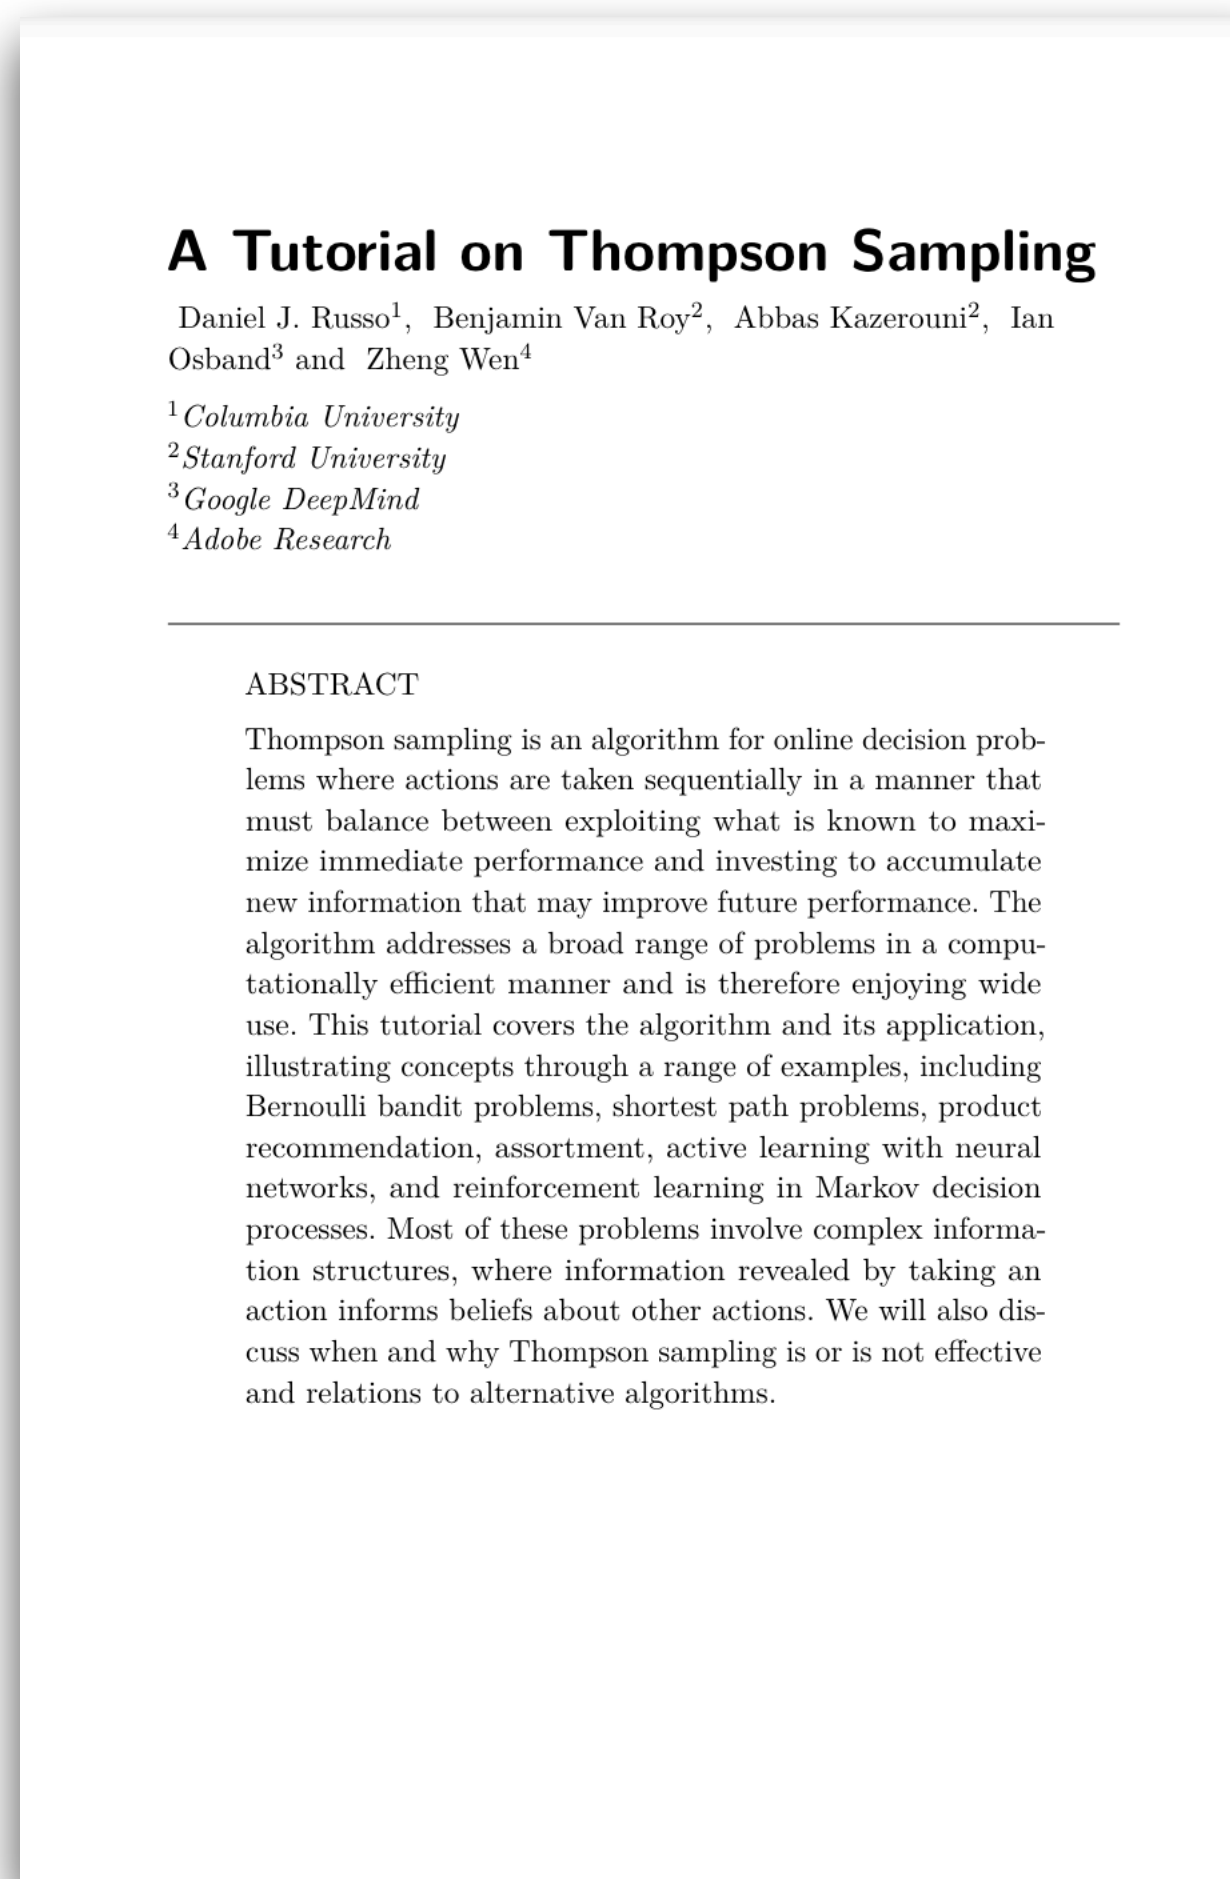 A Tutorial on Thompson Sampling
Daniel J. Russo¹, Benjamin Van Roy², Abbas Kazerouni², Ian
Osband³ and Zheng Wen⁴
¹Columbia University
²Stanford University
³Google DeepMind
⁴Adobe Research
ABSTRACT
Thompson sampling is an algorithm for online decision prob-
lems where actions are taken sequentially in a manner that
must balance between exploiting what is known to maxi-
mize immediate performance and investing to accumulate
new information that may improve future performance. The
algorithm addresses a broad range of problems in a compu-
tationally efficient manner and is therefore enjoying wide
use. This tutorial covers the algorithm and its application,
illustrating concepts through a range of examples, including
Bernoulli bandit problems, shortest path problems, product
recommendation, assortment, active learning with neural
networks, and reinforcement learning in Markov decision
processes. Most of these problems involve complex informa-
tion structures, where information revealed by taking an
action informs beliefs about other actions. We will also dis-
cuss when and why Thompson sampling is or is not effective
and relations to alternative algorithms.